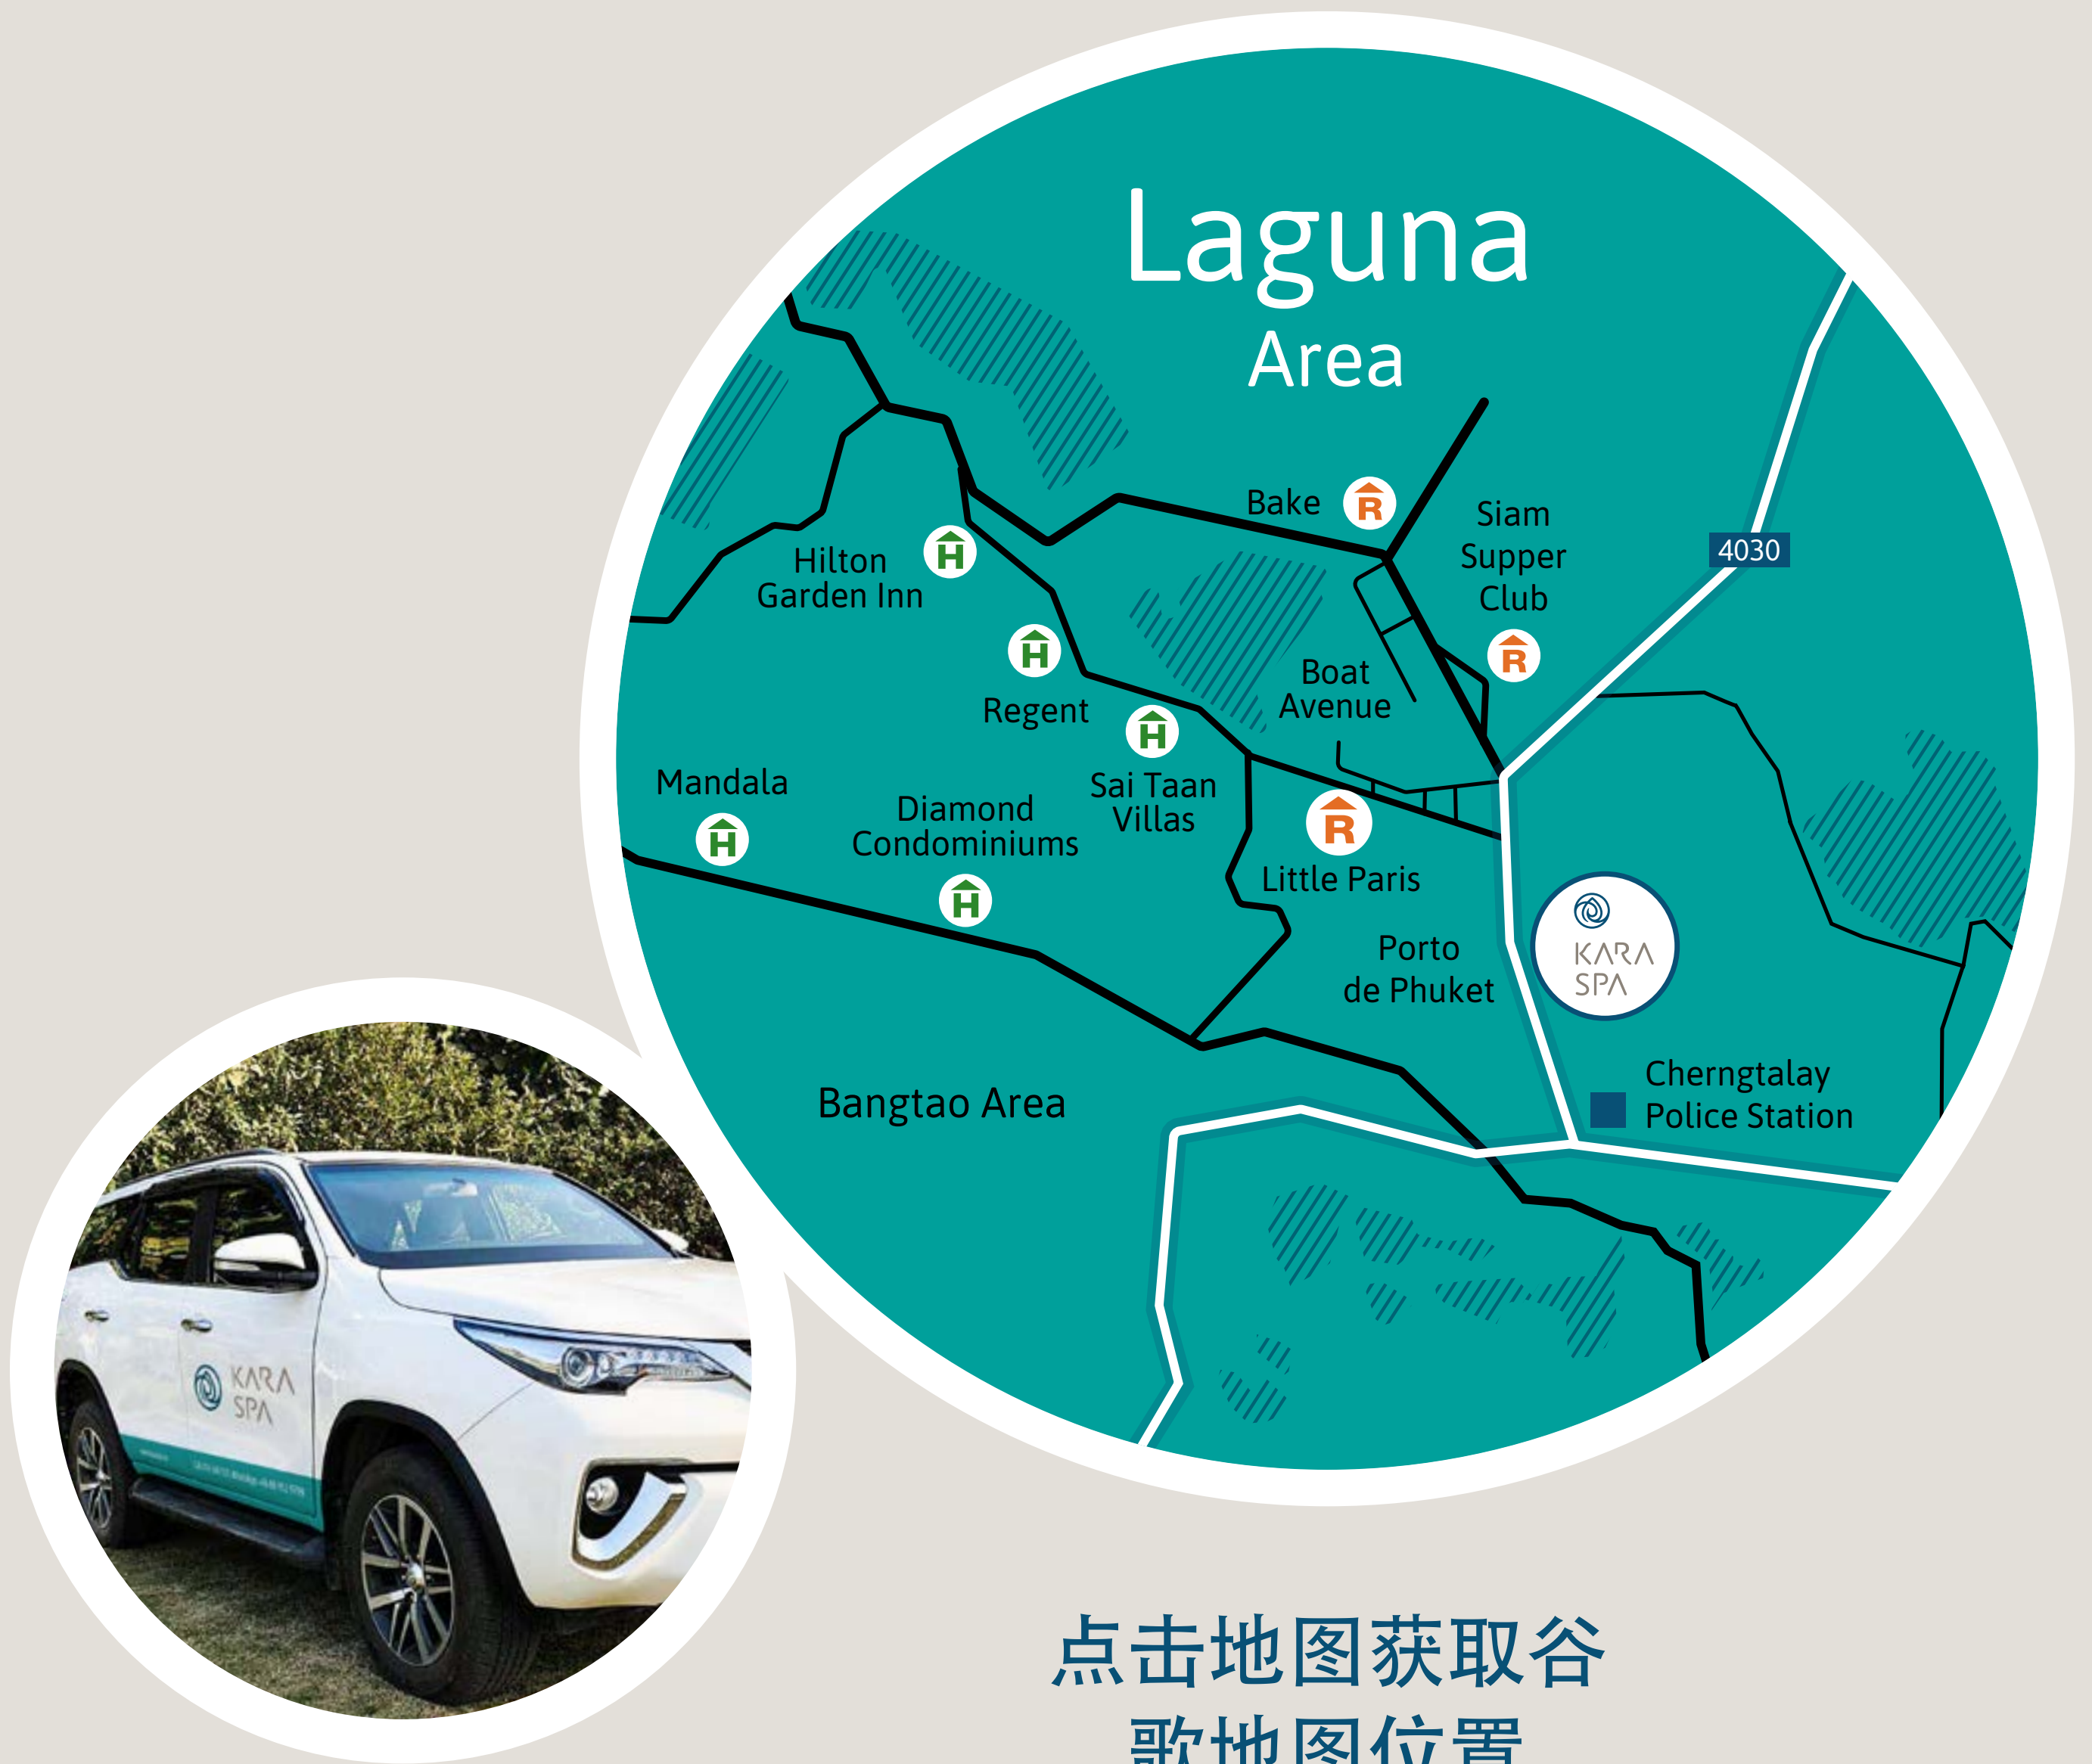 Laguna
Area
Bake
Siam
Supper
Club
4030
Hilton
Garden Inn
Regent
Boat
Avenue
Mandala
Sai Taan
Villas
Diamond
Condominiums
Little Paris
KARA
SPA
Porto
de Phuket
Cherngtalay
Police Station
Bangtao Area
KARA
SPA
点击地图获取谷
歌地图位置